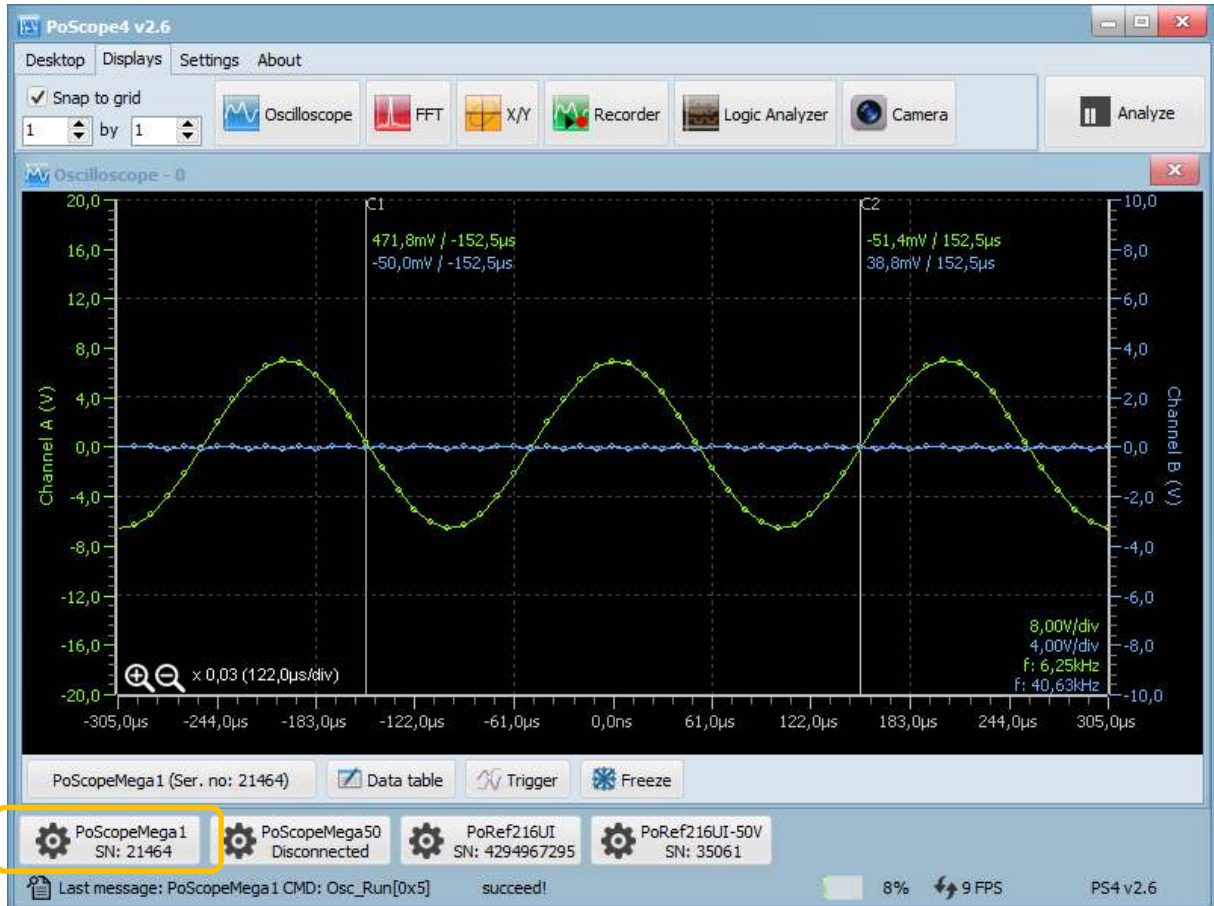 PoScope4 v2.6
Desktop Displays Settings About
Snap to grid
1 by 1
Oscilloscope
FFT
X/Y
Recorder
Logic Analyzer
Camera
Analyze
Oscilloscope - 0
C1
C2
471,8mV / -152,5µs
-50,0mV / -152,5µs
-51,4mV / 152,5µs
38,8mV / 152,5µs
20,0
16,0
12,0
8,0
4,0
0,0
-4,0
-8,0
-12,0
-16,0
-20,0
Channel A (V)
10,0
8,0
6,0
4,0
2,0
0,0
-2,0
-4,0
-6,0
-8,0
-10,0
Channel B (V)
8,00V/div
4,00V/div
f: 6,25kHz
f: 40,63kHz
x 0,03 (122,0µs/div)
-305,0µs -244,0µs -183,0µs -122,0µs -61,0µs 0,0ns 61,0µs 122,0µs 183,0µs 244,0µs 305,0µs
PoScopeMega1 (Ser. no: 21464)
Data table
Trigger
Freeze
PoScopeMega1
SN: 21464
PoScopeMega50
Disconnected
PoRef216UI
SN: 4294967295
PoRef216UI-50V
SN: 35061
Last message: PoScopeMega1 CMD: Osc_Run[0x5] succeed! 8% 9 FPS PS4 v2.6